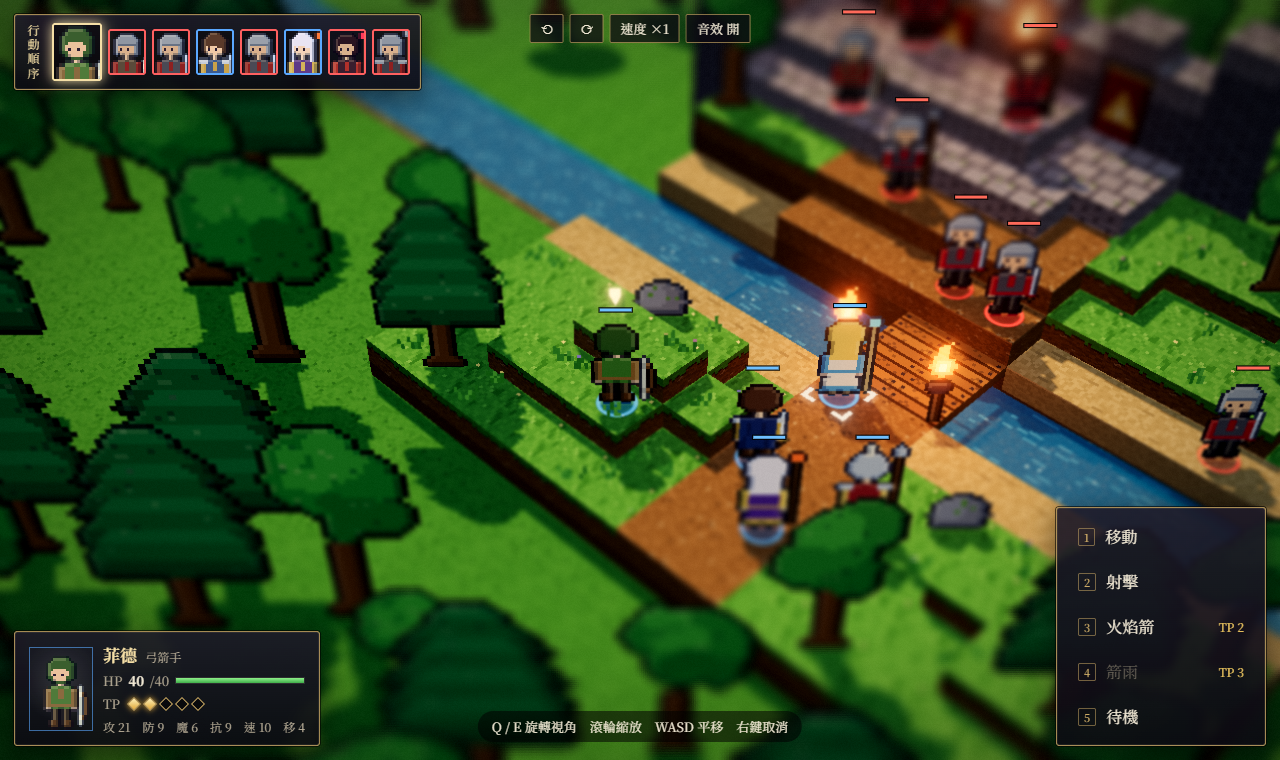 行動順序
速度 ×1
音效 開
1 移動
2 射擊
3 火焰箭 TP 2
4 箭雨 TP 3
5 待機
菲德 弓箭手
HP 40 /40
TP
攻 21 防 9 魔 6 抗 9 速 10 移 4
Q / E 旋轉視角 滾輪縮放 WASD 平移 右鍵取消